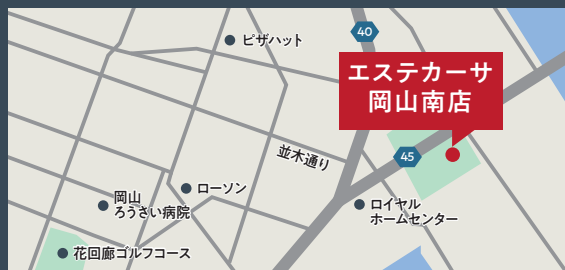 40
ピザハット
エステカーサ
岡山南店
並木通り
45
ローソン
岡山
ろうさい病院
ロイヤル
ホームセンター
花回廊ゴルフコース